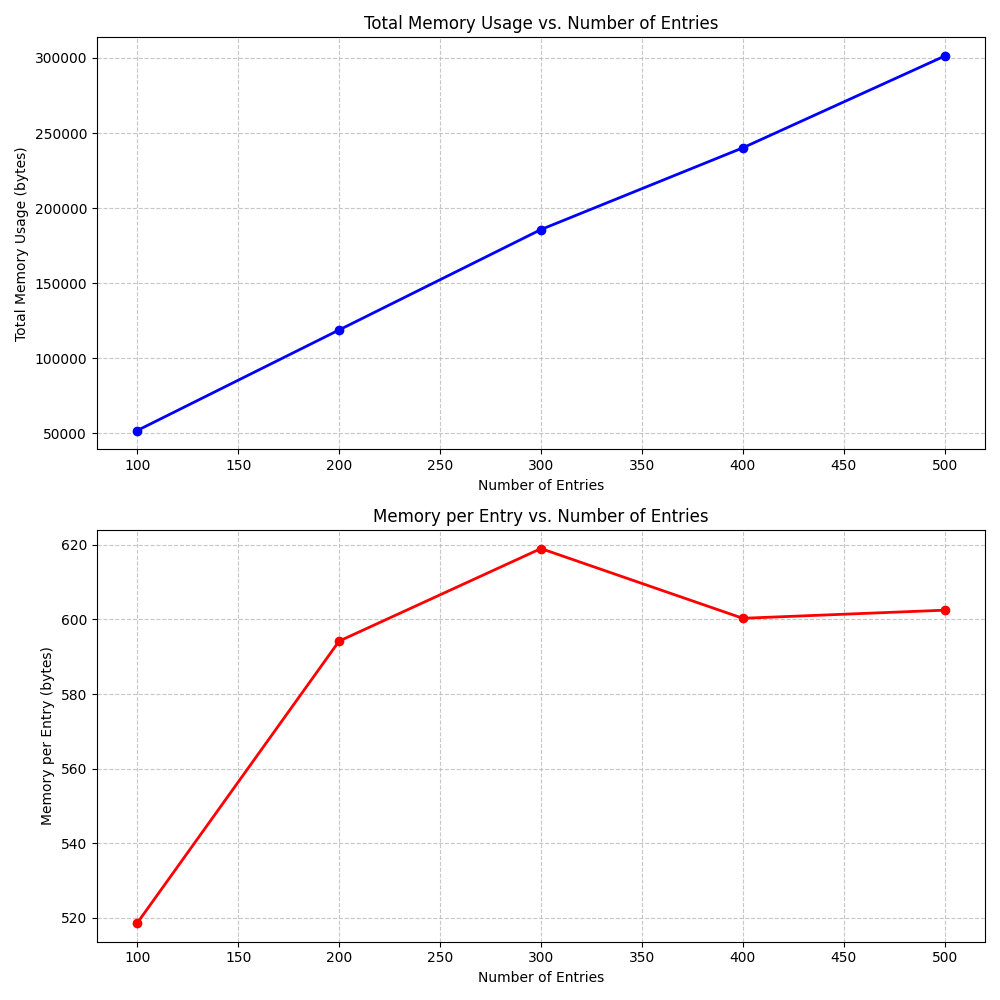 Total Memory Usage vs. Number of Entries
Total Memory Usage (bytes)
300000
250000
200000
150000
100000
50000
100 150 200 250 300 350 400 450 500
Number of Entries
Memory per Entry vs. Number of Entries
Memory per Entry (bytes)
620
600
580
560
540
520
100 150 200 250 300 350 400 450 500
Number of Entries